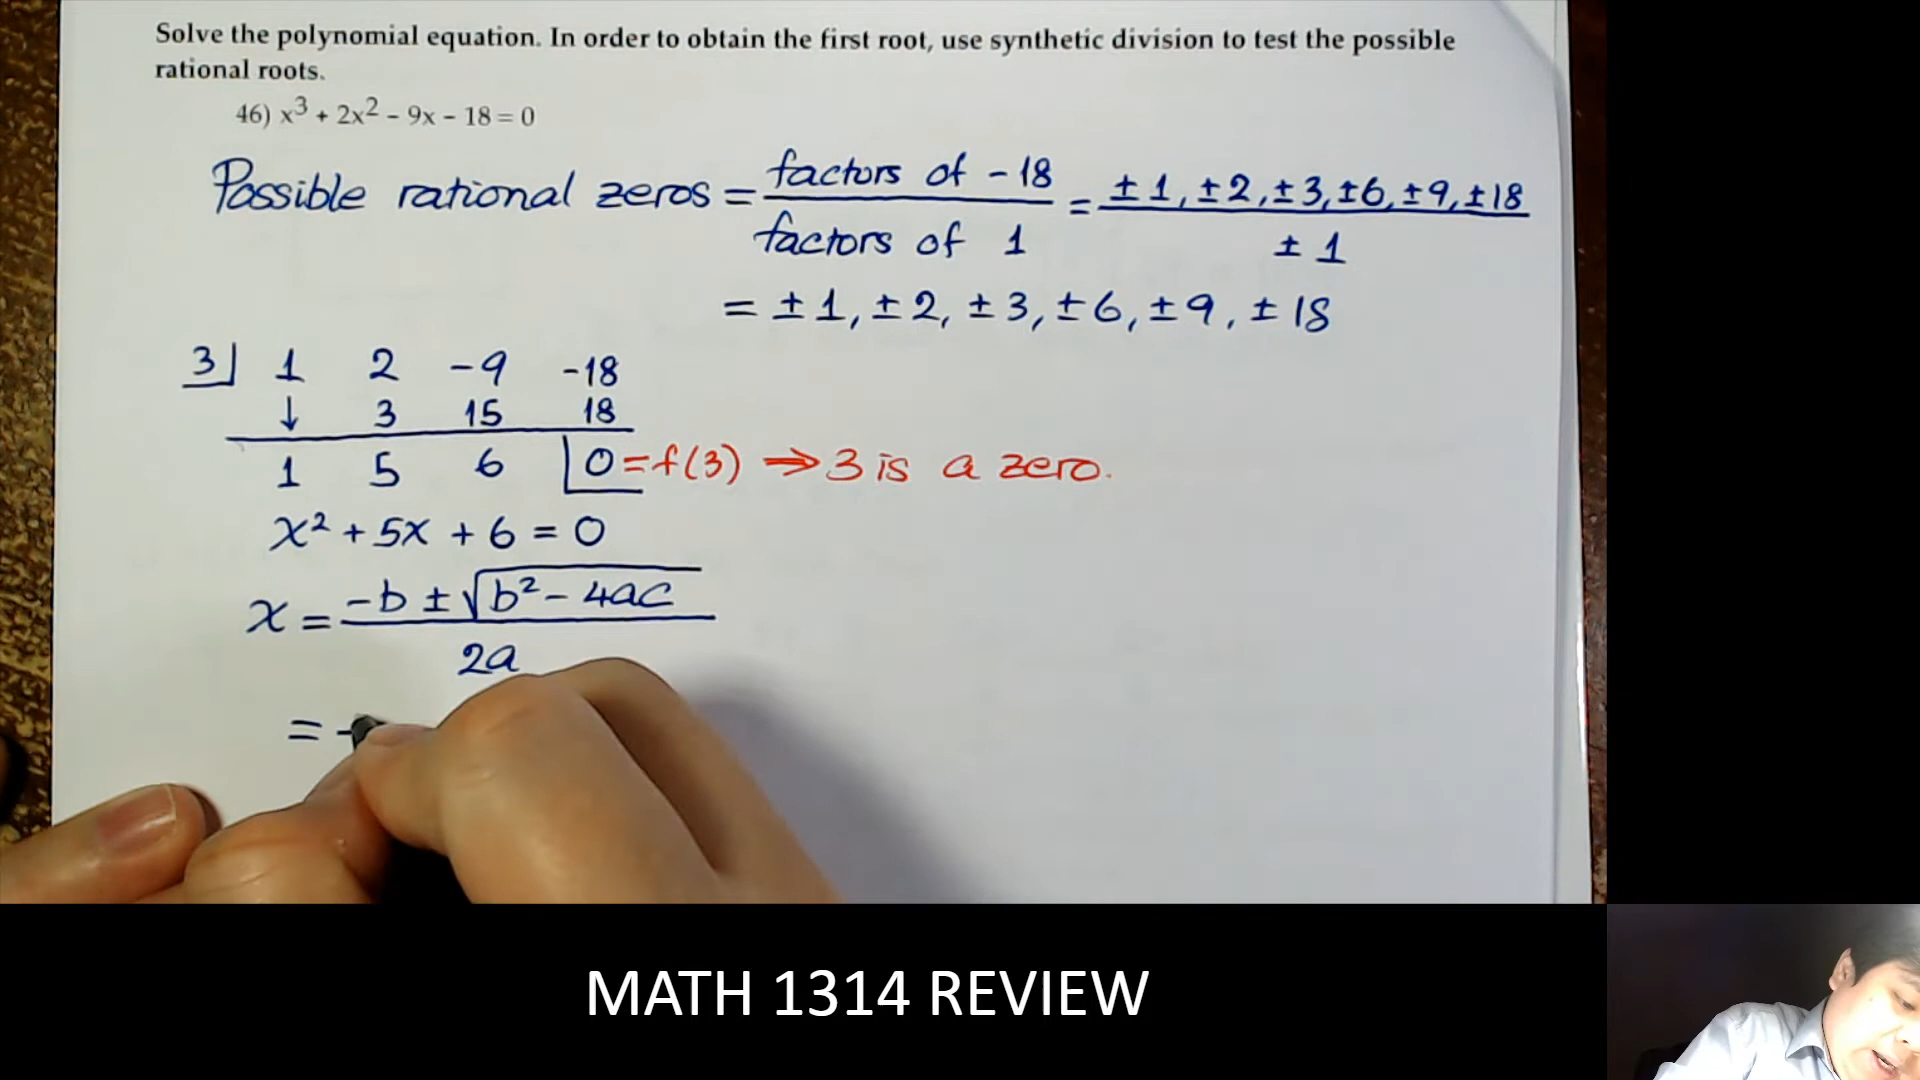 Solve the polynomial equation. In order to obtain the first root, use synthetic division to test the possible
rational roots.
46) x³ + 2x² - 9x - 18 = 0
Possible rational zeros = factors of -18 / factors of 1 = ±1, ±2, ±3, ±6, ±9, ±18 / ±1
= ±1, ±2, ±3, ±6, ±9, ±18
3 | 1 2 -9 -18
↓ 3 15 18
1 5 6 | 0 = f(3) ⇒ 3 is a zero.
x² + 5x + 6 = 0
x = -b ± √b² - 4ac / 2a
= -
MATH 1314 REVIEW